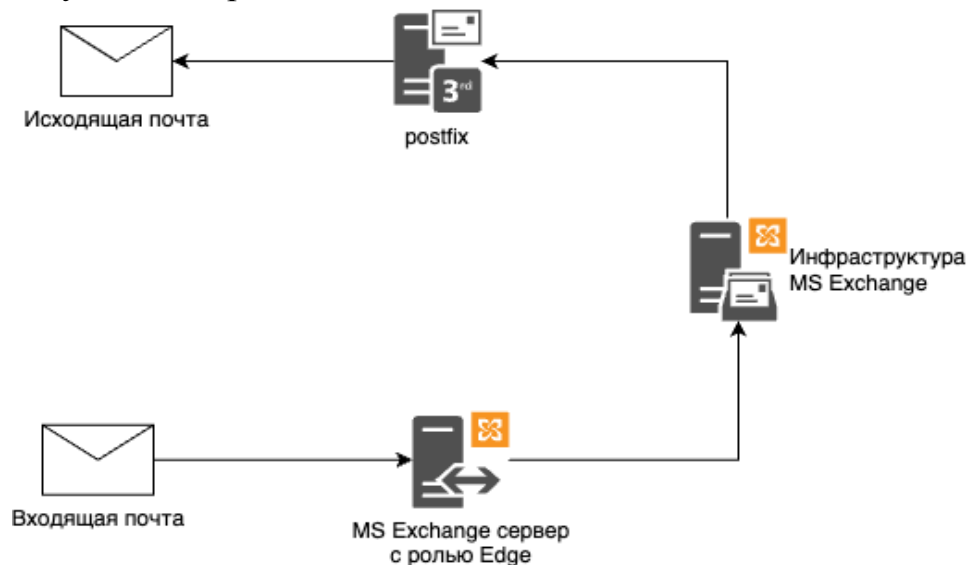 3rd
Исходящая почта
postfix
Инфраструктура
MS Exchange
Входящая почта
MS Exchange сервер
с ролью Edge